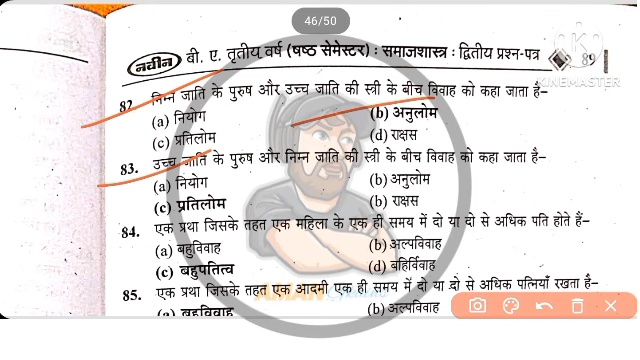 46/50
नवीन बी. ए. तृतीय वर्ष (षष्ठ सेमेस्टर) : समाजशास्त्र : द्वितीय प्रश्न-पत्र 89
KINEMASTER
82. निम्न जाति के पुरुष और उच्च जाति की स्त्री के बीच विवाह को कहा जाता है–
(a) नियोग (b) अनुलोम
(c) प्रतिलोम (d) राक्षस
83. उच्च जाति के पुरुष और निम्न जाति की स्त्री के बीच विवाह को कहा जाता है–
(a) नियोग (b) अनुलोम
(c) प्रतिलोम (b) राक्षस
84. एक प्रथा जिसके तहत एक महिला के एक ही समय में दो या दो से अधिक पति होते हैं–
(a) बहुविवाह (b) अल्पविवाह
(c) बहुपतित्व (d) बहिर्विवाह
85. एक प्रथा जिसके तहत एक आदमी एक ही समय में दो या दो से अधिक पत्नियाँ रखता है–
(a) बहुविवाह (b) अल्पविवाह